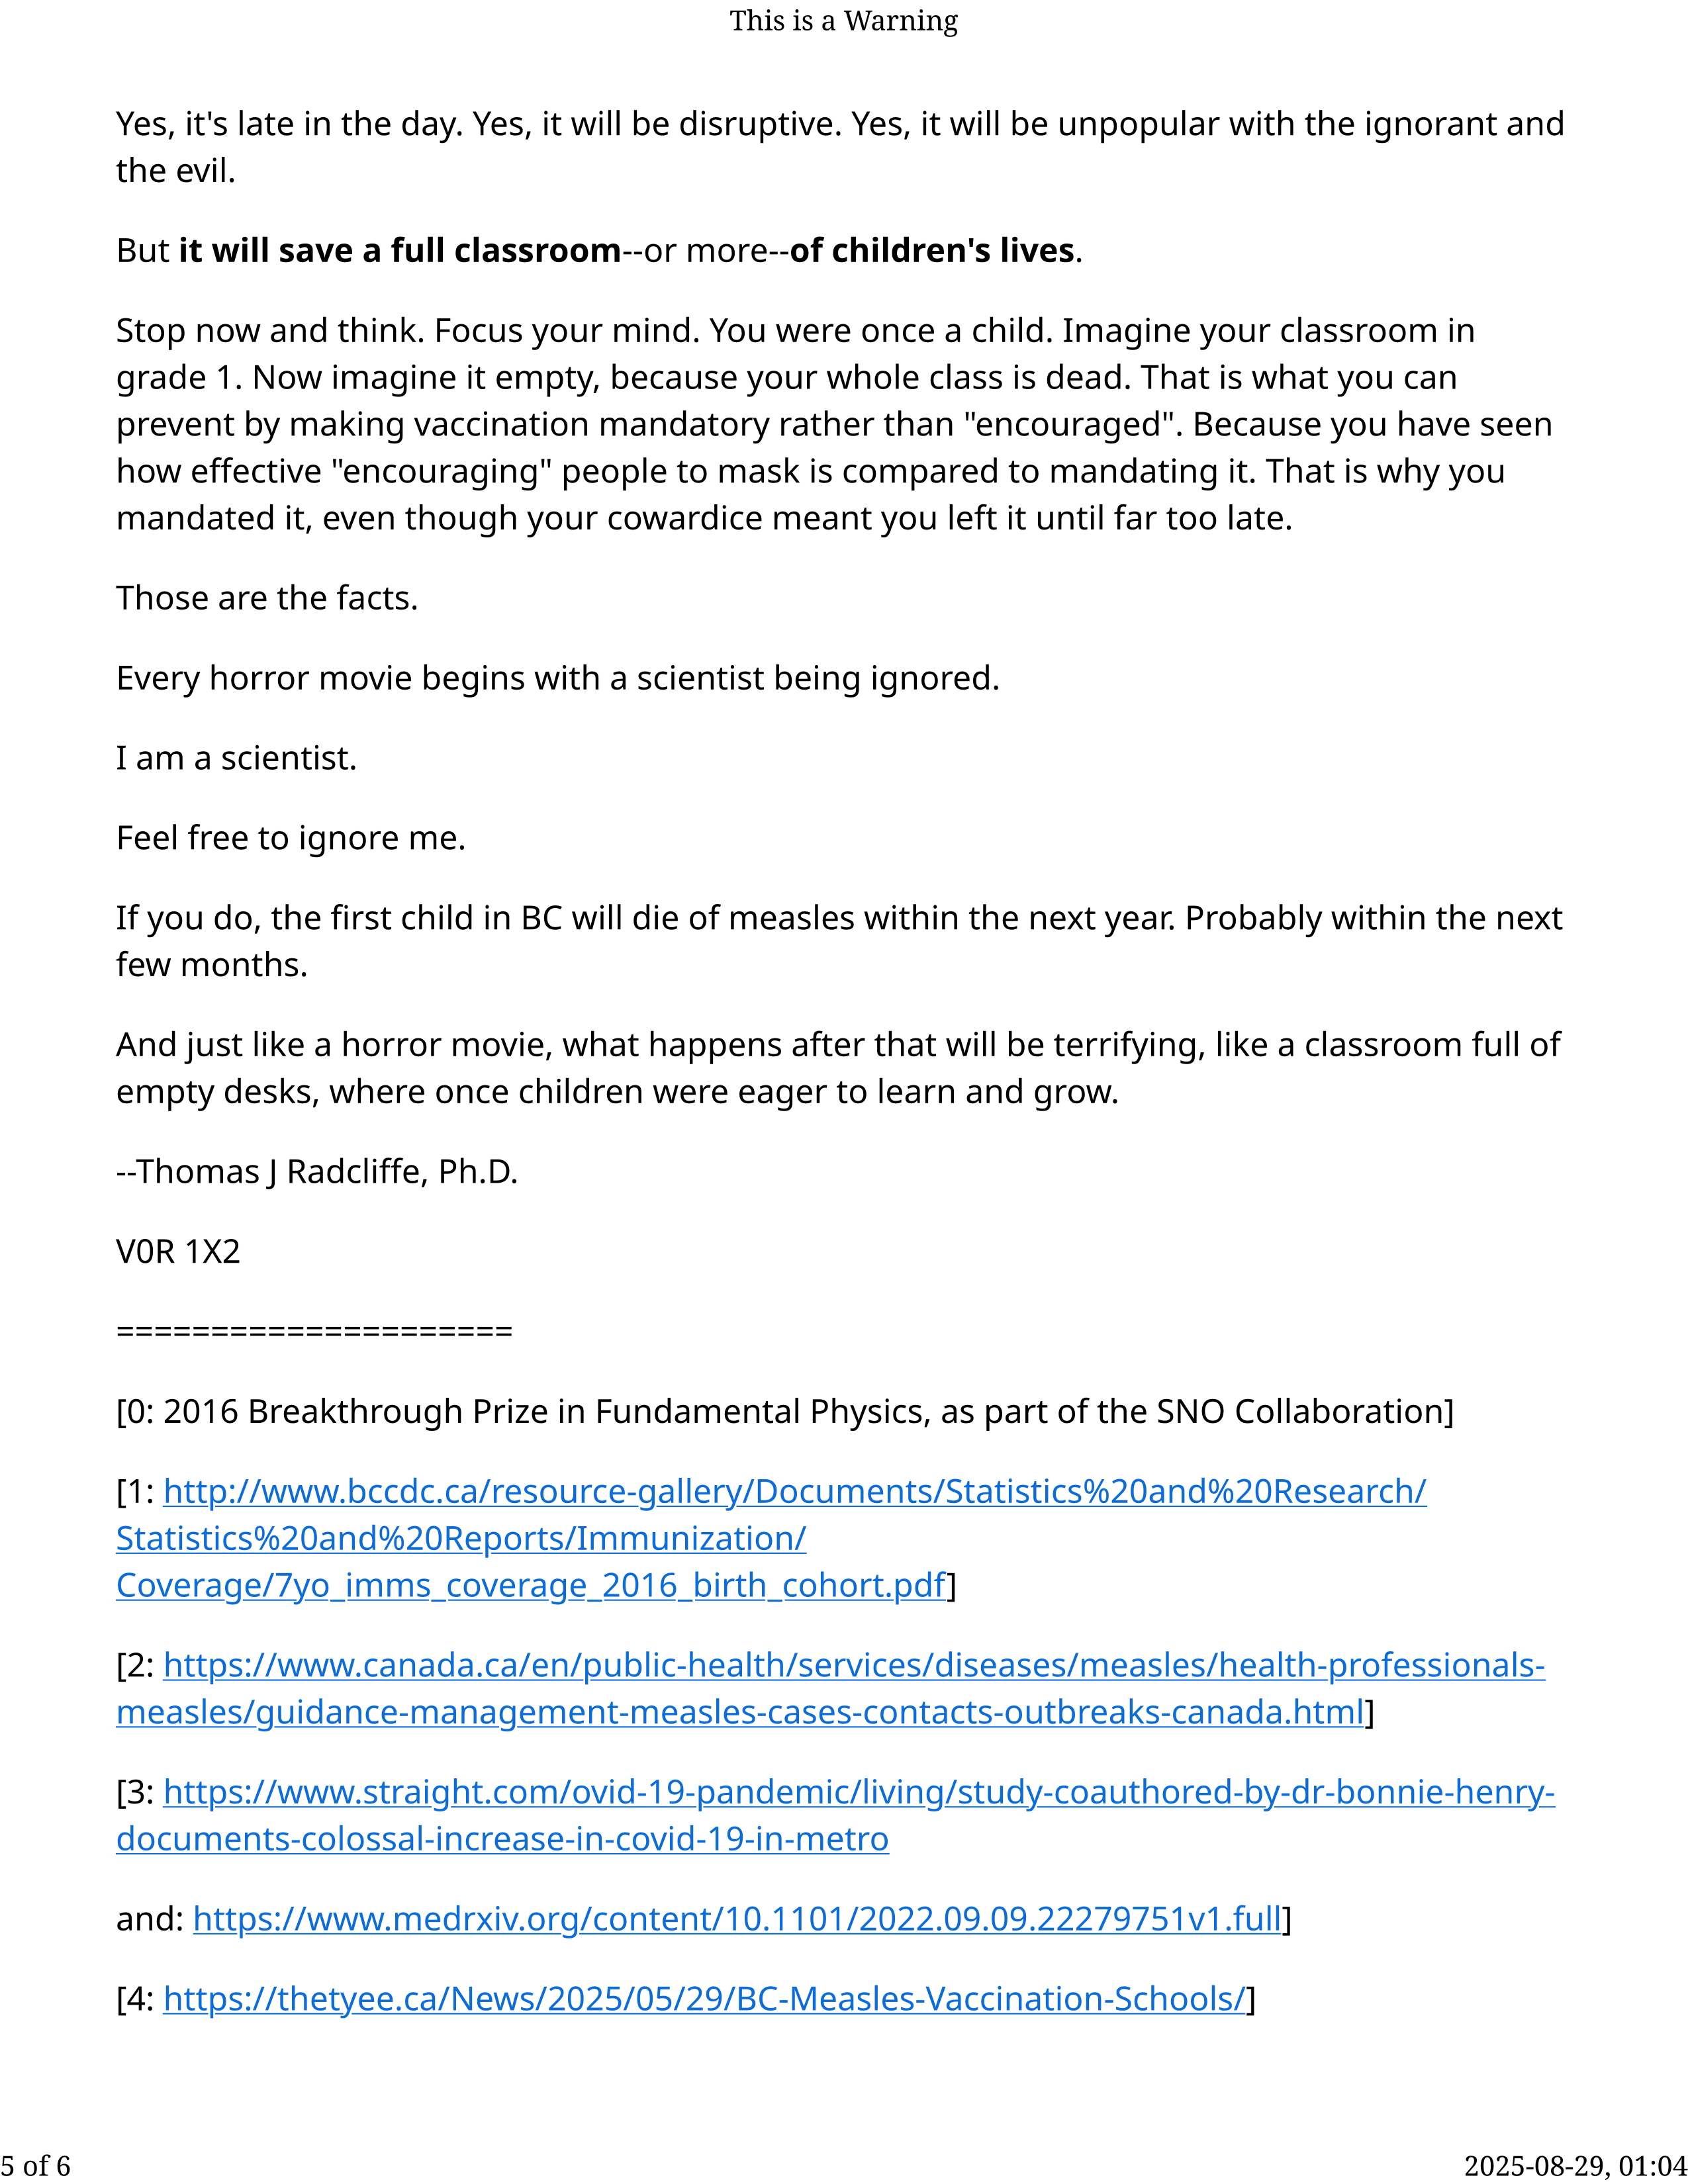 This is a Warning
Yes, it's late in the day. Yes, it will be disruptive. Yes, it will be unpopular with the ignorant and
the evil.
But it will save a full classroom--or more--of children's lives.
Stop now and think. Focus your mind. You were once a child. Imagine your classroom in
grade 1. Now imagine it empty, because your whole class is dead. That is what you can
prevent by making vaccination mandatory rather than "encouraged". Because you have seen
how effective "encouraging" people to mask is compared to mandating it. That is why you
mandated it, even though your cowardice meant you left it until far too late.
Those are the facts.
Every horror movie begins with a scientist being ignored.
I am a scientist.
Feel free to ignore me.
If you do, the first child in BC will die of measles within the next year. Probably within the next
few months.
And just like a horror movie, what happens after that will be terrifying, like a classroom full of
empty desks, where once children were eager to learn and grow.
--Thomas J Radcliffe, Ph.D.
V0R 1X2
=====================
[0: 2016 Breakthrough Prize in Fundamental Physics, as part of the SNO Collaboration]
[1: http://www.bccdc.ca/resource-gallery/Documents/Statistics%20and%20Research/
Statistics%20and%20Reports/Immunization/
Coverage/7yo_imms_coverage_2016_birth_cohort.pdf]
[2: https://www.canada.ca/en/public-health/services/diseases/measles/health-professionals-
measles/guidance-management-measles-cases-contacts-outbreaks-canada.html]
[3: https://www.straight.com/ovid-19-pandemic/living/study-coauthored-by-dr-bonnie-henry-
documents-colossal-increase-in-covid-19-in-metro
and: https://www.medrxiv.org/content/10.1101/2022.09.09.22279751v1.full]
[4: https://thetyee.ca/News/2025/05/29/BC-Measles-Vaccination-Schools/]
5 of 6
2025-08-29, 01:04